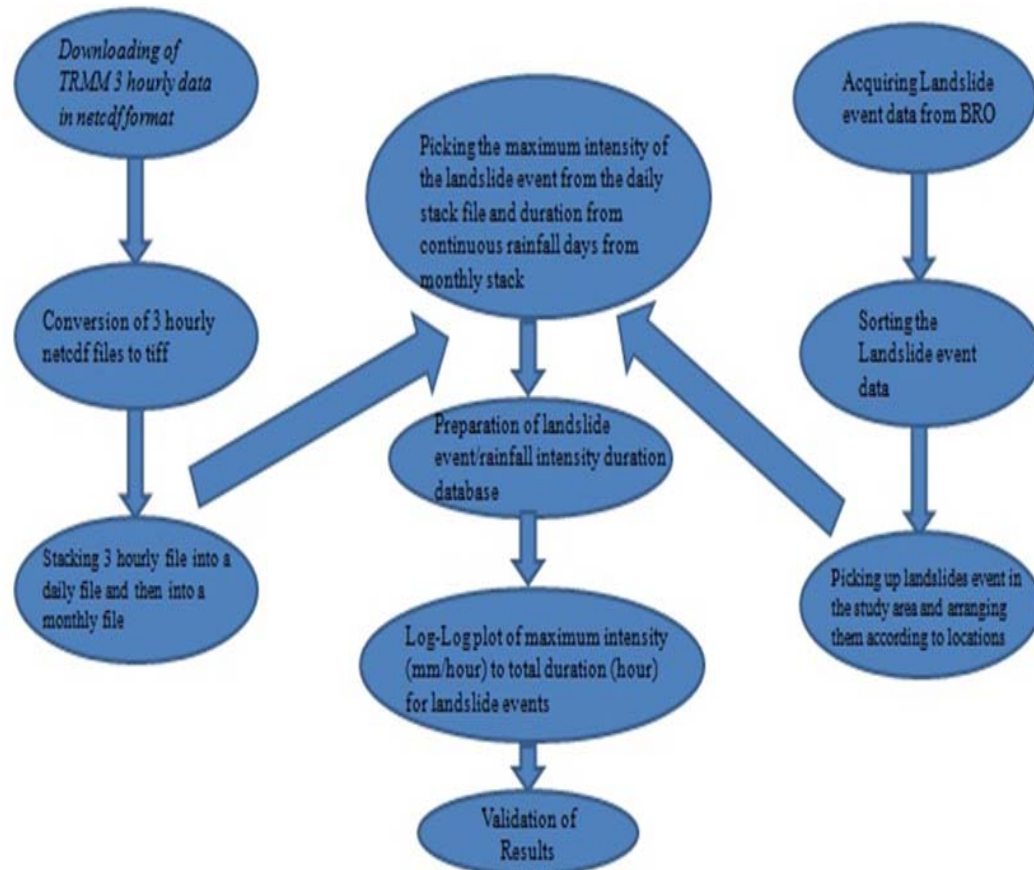 Downloading of
TRMM 3 hourly data
in netcdf format
Conversion of 3 hourly
netcdf files to tiff
Stacking 3 hourly file into a
daily file and then into a
monthly file
Picking the maximum intensity of
the landslide event from the daily
stack file and duration from
continuous rainfall days from
monthly stack
Preparation of landslide
event/rainfall intensity duration
database
Log-Log plot of maximum intensity
(mm/hour) to total duration (hour)
for landslide events
Validation of
Results
Acquiring Landslide
event data from BRO
Sorting the
Landslide event
data
Picking up landslides event in
the study area and arranging
them according to locations